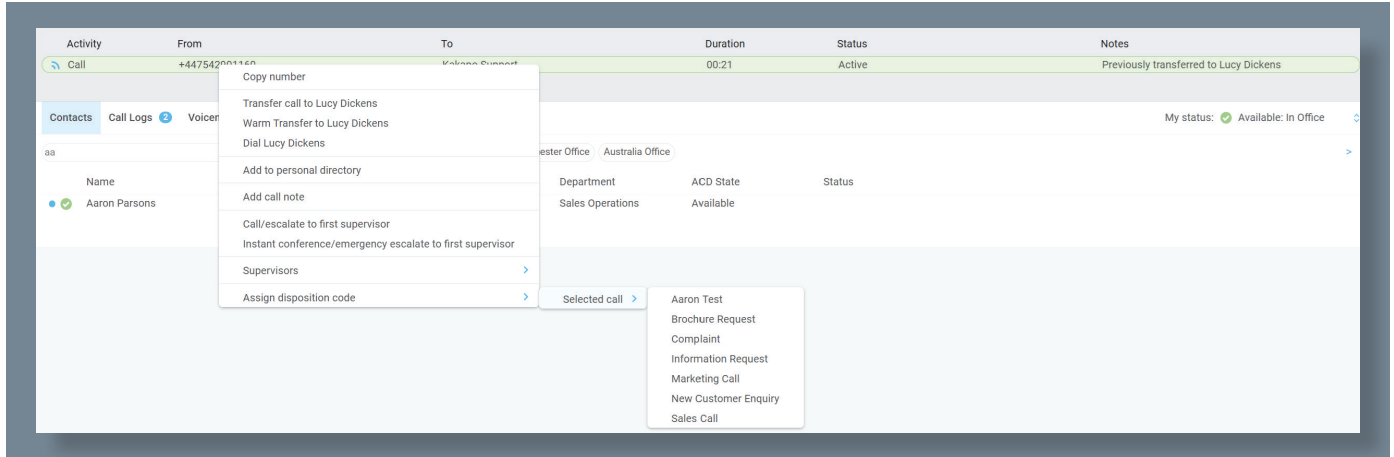 Activity From To Duration Status Notes
Call +447542901160 Kakapo Support 00:21 Active Previously transferred to Lucy Dickens
Copy number
Transfer call to Lucy Dickens
Contacts Call Logs 2 My status: Available: In Office
Warm Transfer to Lucy Dickens
Dial Lucy Dickens
aa Office Australia Office >
Add to personal directory
Name Department ACD State Status
Add call note
Aaron Parsons Sales Operations Available
Call/escalate to first supervisor
Instant conference/emergency escalate to first supervisor
Supervisors >
Assign disposition code > Selected call > Aaron Test
Brochure Request
Complaint
Information Request
Marketing Call
New Customer Enquiry
Sales Call